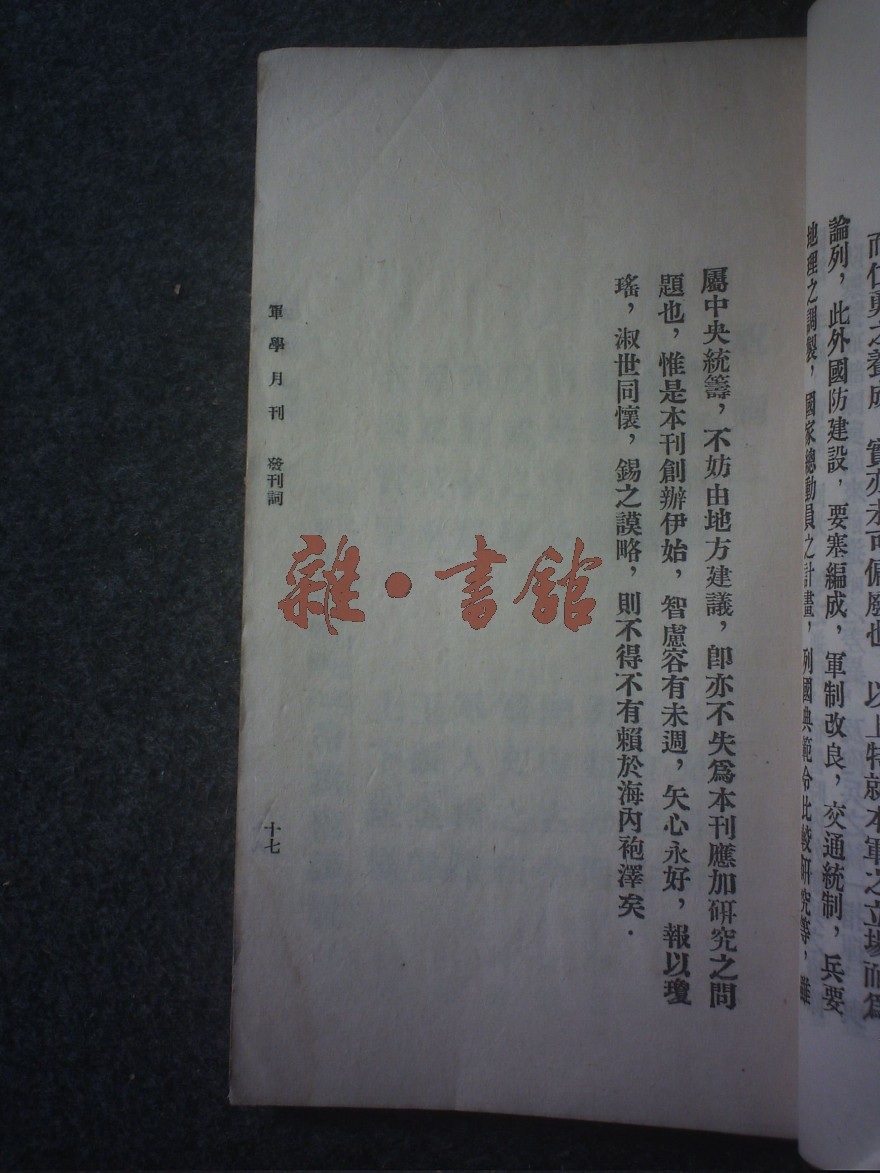 而仁勇之養成，實亦未可偏廢也，以上特就本軍之立場而爲
論列，此外國防建設，要塞編成，軍制改良，交通統制，兵要
地理之調製，國家總動員之計畫，列國典範令比較研究等，雖
屬中央統籌，不妨由地方建議，卽亦不失爲本刊應加研究之問
題也，惟是本刊創辦伊始，智慮容有未週，矢心永好，報以瓊
瑤，淑世同懷，錫之謨略，則不得不有賴於海內袍澤矣．
軍學月刊 發刊詞 十七
雜·書館